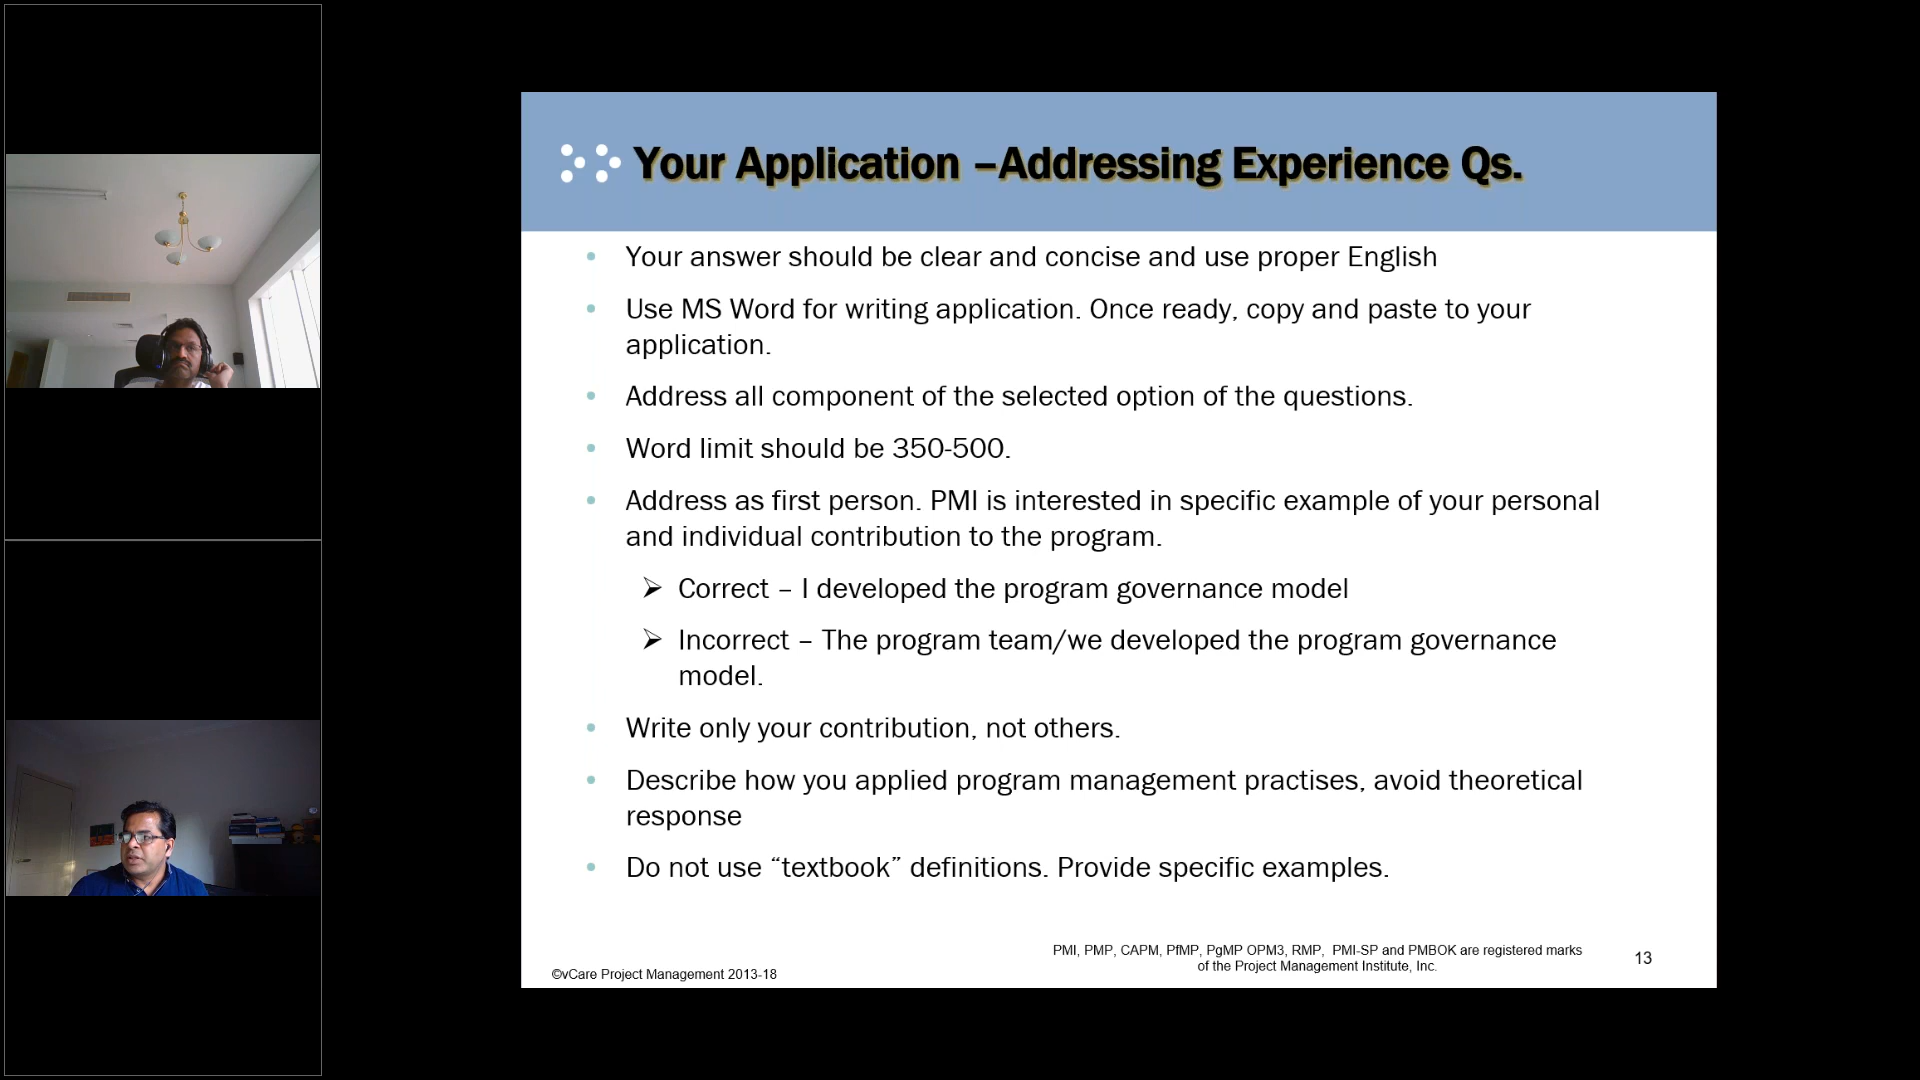 Your Application –Addressing Experience Qs.
• Your answer should be clear and concise and use proper English
• Use MS Word for writing application. Once ready, copy and paste to your
application.
• Address all component of the selected option of the questions.
• Word limit should be 350-500.
• Address as first person. PMI is interested in specific example of your personal
and individual contribution to the program.
➢ Correct – I developed the program governance model
➢ Incorrect – The program team/we developed the program governance
model.
• Write only your contribution, not others.
• Describe how you applied program management practises, avoid theoretical
response
• Do not use “textbook” definitions. Provide specific examples.
PMI, PMP, CAPM, PfMP, PgMP OPM3, RMP, PMI-SP and PMBOK are registered marks
of the Project Management Institute, Inc.
13
©vCare Project Management 2013-18